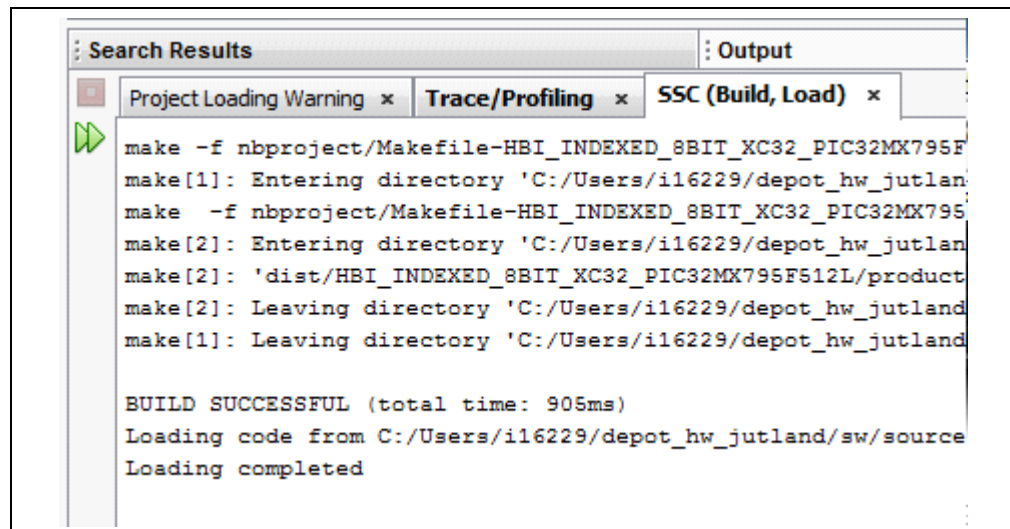 Search Results
Output
Project Loading Warning x Trace/Profiling x SSC (Build, Load) x
make -f nbproject/Makefile-HBI_INDEXED_8BIT_XC32_PIC32MX795F
make[1]: Entering directory 'C:/Users/i16229/depot_hw_jutlan
make  -f nbproject/Makefile-HBI_INDEXED_8BIT_XC32_PIC32MX795
make[2]: Entering directory 'C:/Users/i16229/depot_hw_jutlan
make[2]: 'dist/HBI_INDEXED_8BIT_XC32_PIC32MX795F512L/product
make[2]: Leaving directory 'C:/Users/i16229/depot_hw_jutland
make[1]: Leaving directory 'C:/Users/i16229/depot_hw_jutland
BUILD SUCCESSFUL (total time: 905ms)
Loading code from C:/Users/i16229/depot_hw_jutland/sw/source
Loading completed